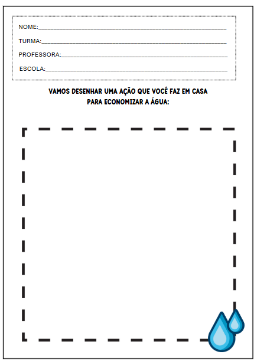 NOME:
TURMA:
PROFESSORA:
ESCOLA:
VAMOS DESENHAR UMA AÇÃO QUE VOCÊ FAZ EM CASA
PARA ECONOMIZAR A ÁGUA: